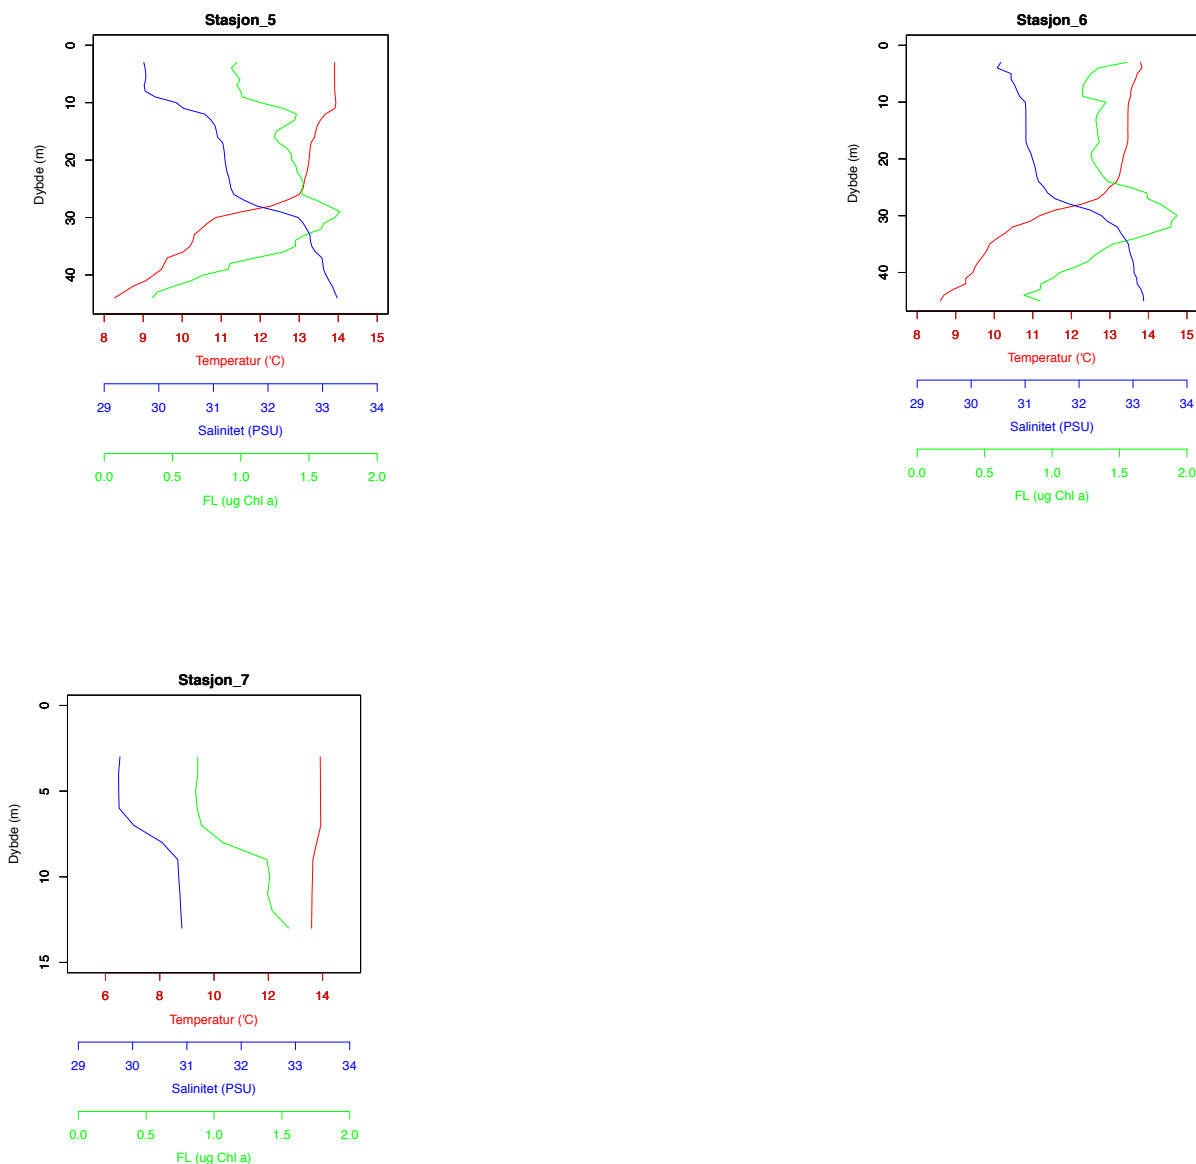 Stasjon_5
0
10
20
30
40
Dybde (m)
8 9 10 11 12 13 14 15
Temperatur ('C)
29 30 31 32 33 34
Salinitet (PSU)
0.0 0.5 1.0 1.5 2.0
FL (ug Chl a)
Stasjon_6
0
10
20
30
40
Dybde (m)
8 9 10 11 12 13 14 15
Temperatur ('C)
29 30 31 32 33 34
Salinitet (PSU)
0.0 0.5 1.0 1.5 2.0
FL (ug Chl a)
Stasjon_7
0
5
10
15
Dybde (m)
6 8 10 12 14
Temperatur ('C)
29 30 31 32 33 34
Salinitet (PSU)
0.0 0.5 1.0 1.5 2.0
FL (ug Chl a)